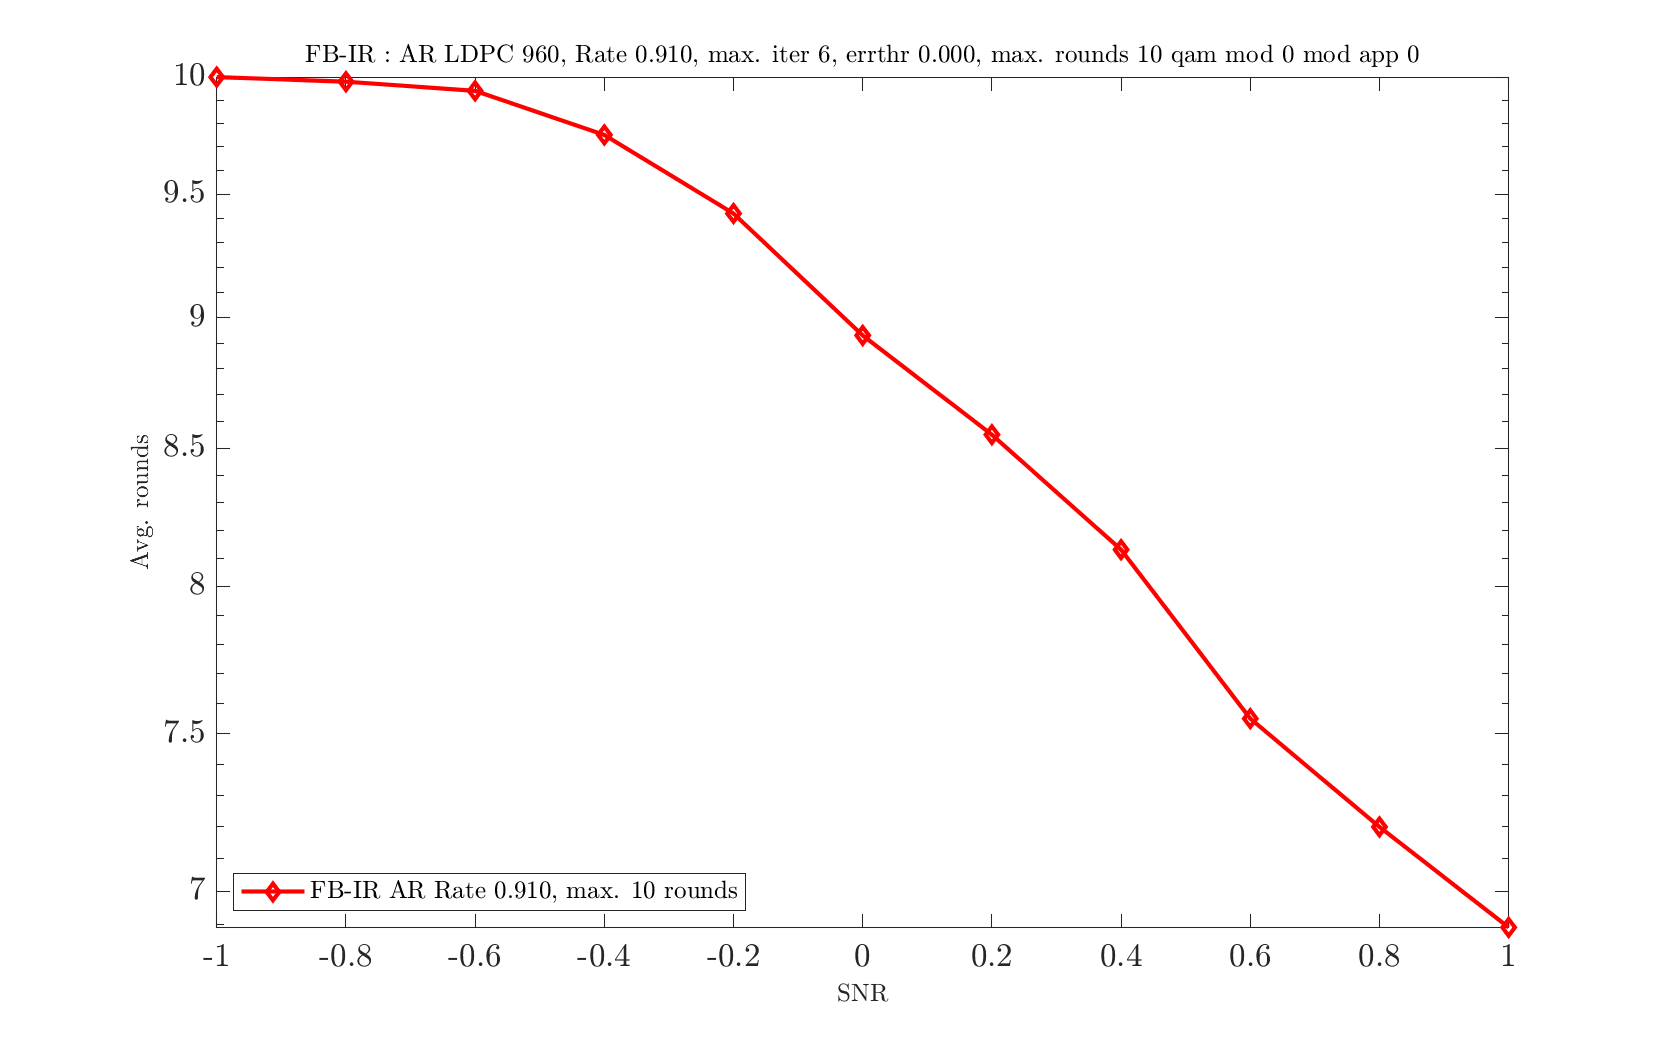 FB-IR : AR LDPC 960, Rate 0.910, max. iter 6, errthr 0.000, max. rounds 10 qam mod 0 mod app 0
10
9.5
9
8.5
8
7.5
7
Avg. rounds
FB-IR AR Rate 0.910, max. 10 rounds
-1 -0.8 -0.6 -0.4 -0.2 0 0.2 0.4 0.6 0.8 1
SNR